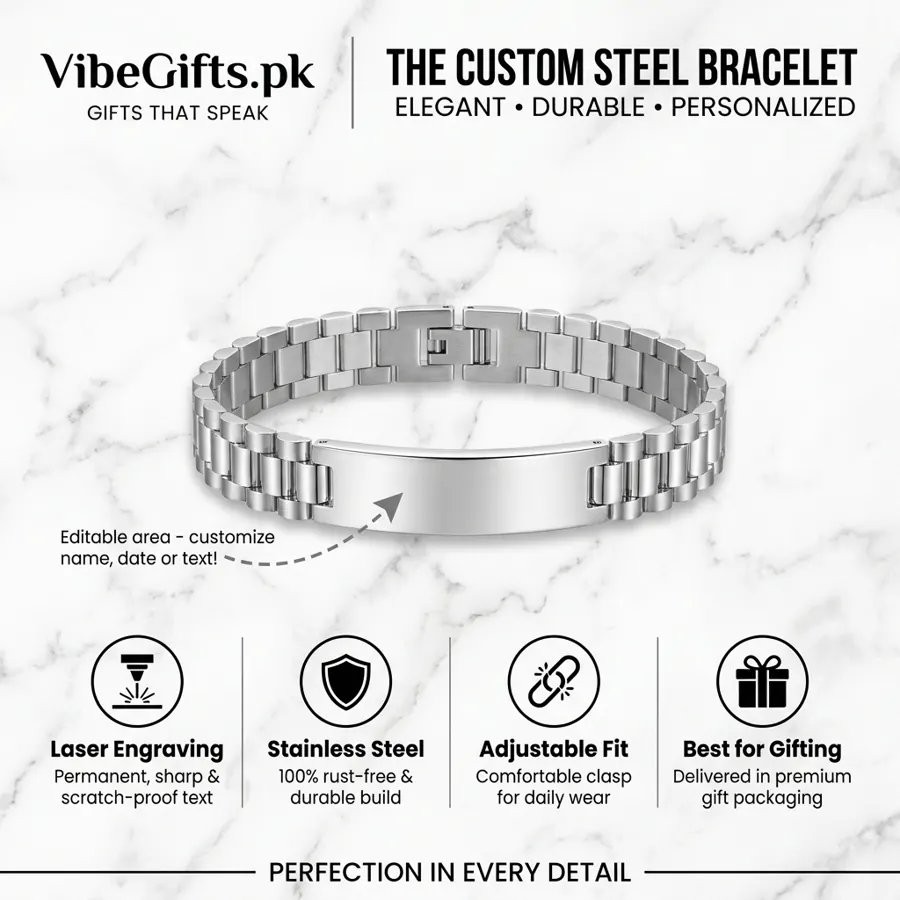 VibeGifts.pk
GIFTS THAT SPEAK
THE CUSTOM STEEL BRACELET
ELEGANT • DURABLE • PERSONALIZED
Editable area - customize
name, date or text!
Laser Engraving
Permanent, sharp &
scratch-proof text
Stainless Steel
100% rust-free &
durable build
Adjustable Fit
Comfortable clasp
for daily wear
Best for Gifting
Delivered in premium
gift packaging
PERFECTION IN EVERY DETAIL